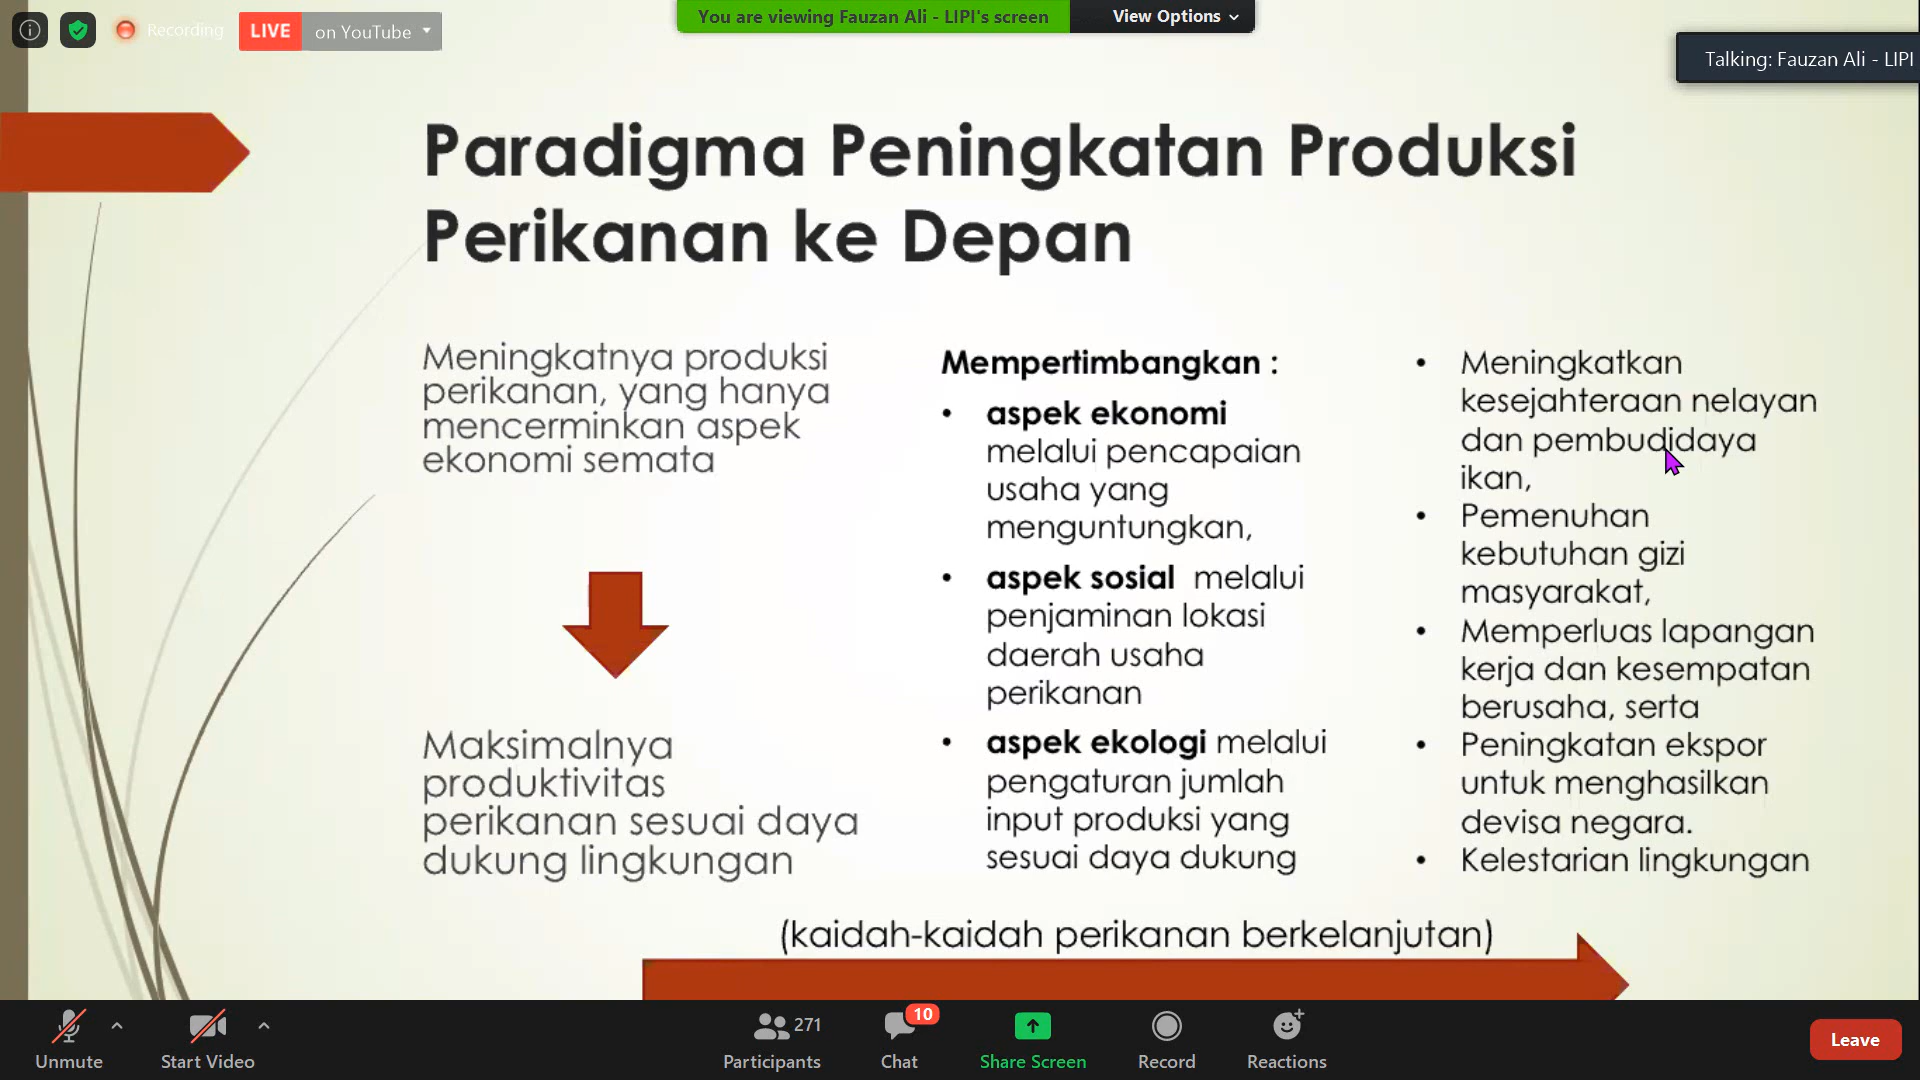 Recording
LIVE on YouTube
You are viewing Fauzan Ali - LIPI's screen
View Options
Talking: Fauzan Ali - LIPI
Paradigma Peningkatan Produksi
Perikanan ke Depan
Meningkatnya produksi
perikanan, yang hanya
mencerminkan aspek
ekonomi semata
Maksimalnya
produktivitas
perikanan sesuai daya
dukung lingkungan
Mempertimbangkan :
• aspek ekonomi
melalui pencapaian
usaha yang
menguntungkan,
• aspek sosial melalui
penjaminan lokasi
daerah usaha
perikanan
• aspek ekologi melalui
pengaturan jumlah
input produksi yang
sesuai daya dukung
• Meningkatkan
kesejahteraan nelayan
dan pembudidaya
ikan,
• Pemenuhan
kebutuhan gizi
masyarakat,
• Memperluas lapangan
kerja dan kesempatan
berusaha, serta
• Peningkatan ekspor
untuk menghasilkan
devisa negara.
• Kelestarian lingkungan
(kaidah-kaidah perikanan berkelanjutan)
Unmute
Start Video
271
Participants
10
Chat
Share Screen
Record
Reactions
Leave